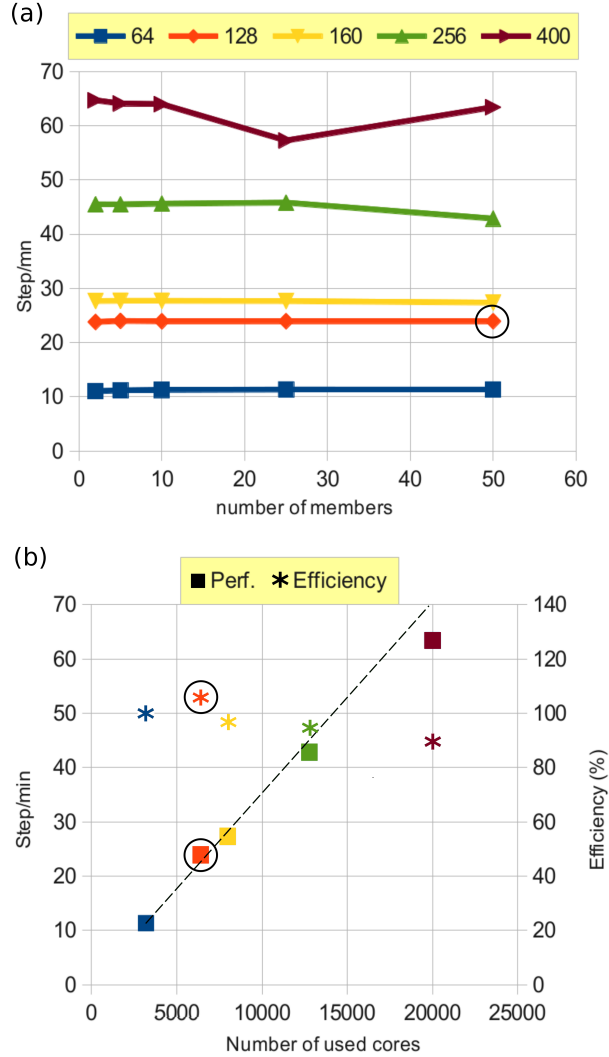 (a)
64 128 160 256 400
70
60
50
40
30
20
10
0
Step/mn
0 10 20 30 40 50 60
number of members
(b)
Perf. Efficiency
70 140
60 120
50 100
40 80
30 60
20 40
10 20
0 0
Step/min
Efficiency (%)
0 5000 10000 15000 20000 25000
Number of used cores